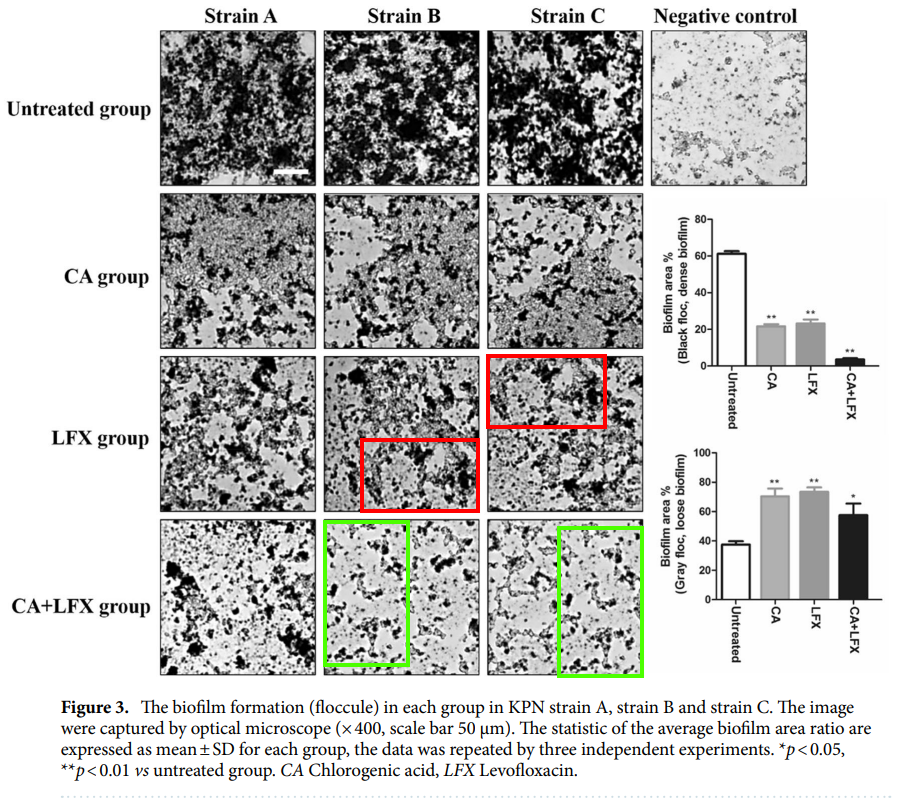 Strain A Strain B Strain C Negative control
Untreated group
CA group
LFX group
CA+LFX group
Biofilm area %
(Black floc, dense biofilm)
80
60
40
20
0
**
**
**
Untreated
CA
LFX
CA+LFX
Biofilm area %
(Gray floc, loose biofilm)
100
80
60
40
20
0
**
**
*
Untreated
CA
LFX
CA+LFX
Figure 3. The biofilm formation (floccule) in each group in KPN strain A, strain B and strain C. The image
were captured by optical microscope (×400, scale bar 50 μm). The statistic of the average biofilm area ratio are
expressed as mean±SD for each group, the data was repeated by three independent experiments. *p<0.05,
**p<0.01 vs untreated group. CA Chlorogenic acid, LFX Levofloxacin.